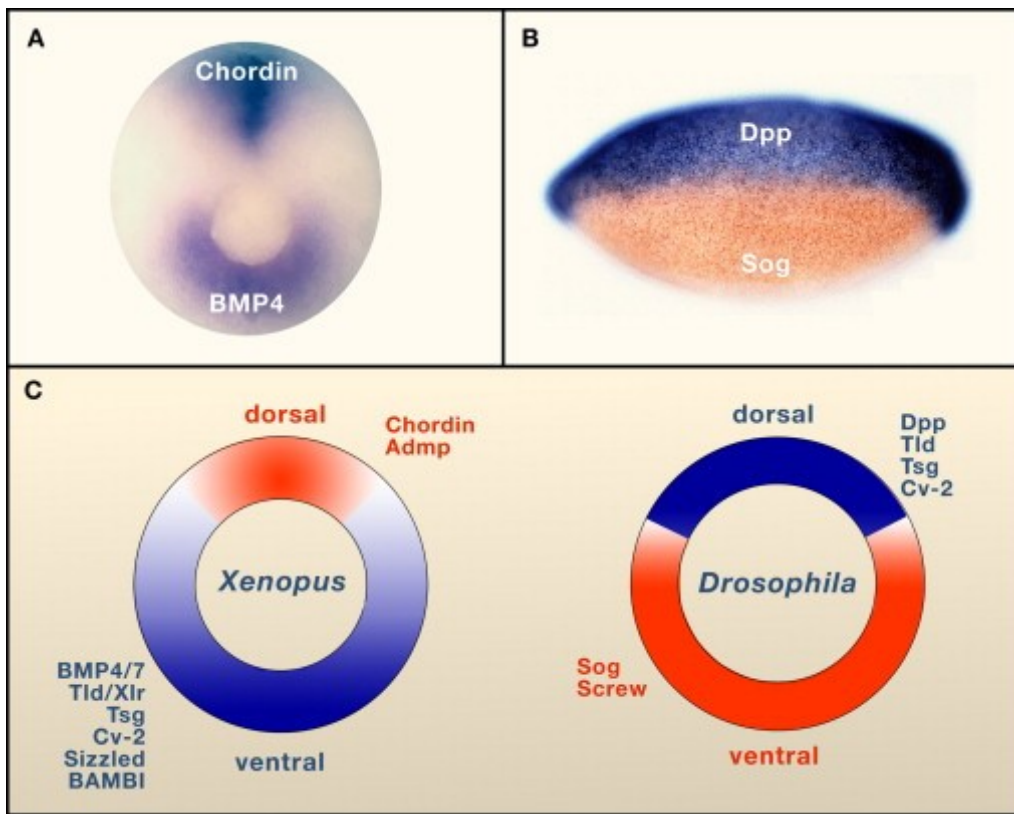 A
Chordin
BMP4
B
Dpp
Sog
C
dorsal
Chordin
Admp
Xenopus
BMP4/7
Tld/Xlr
Tsg
Cv-2
Sizzled
BAMBI
ventral
dorsal
Dpp
Tld
Tsg
Cv-2
Drosophila
Sog
Screw
ventral